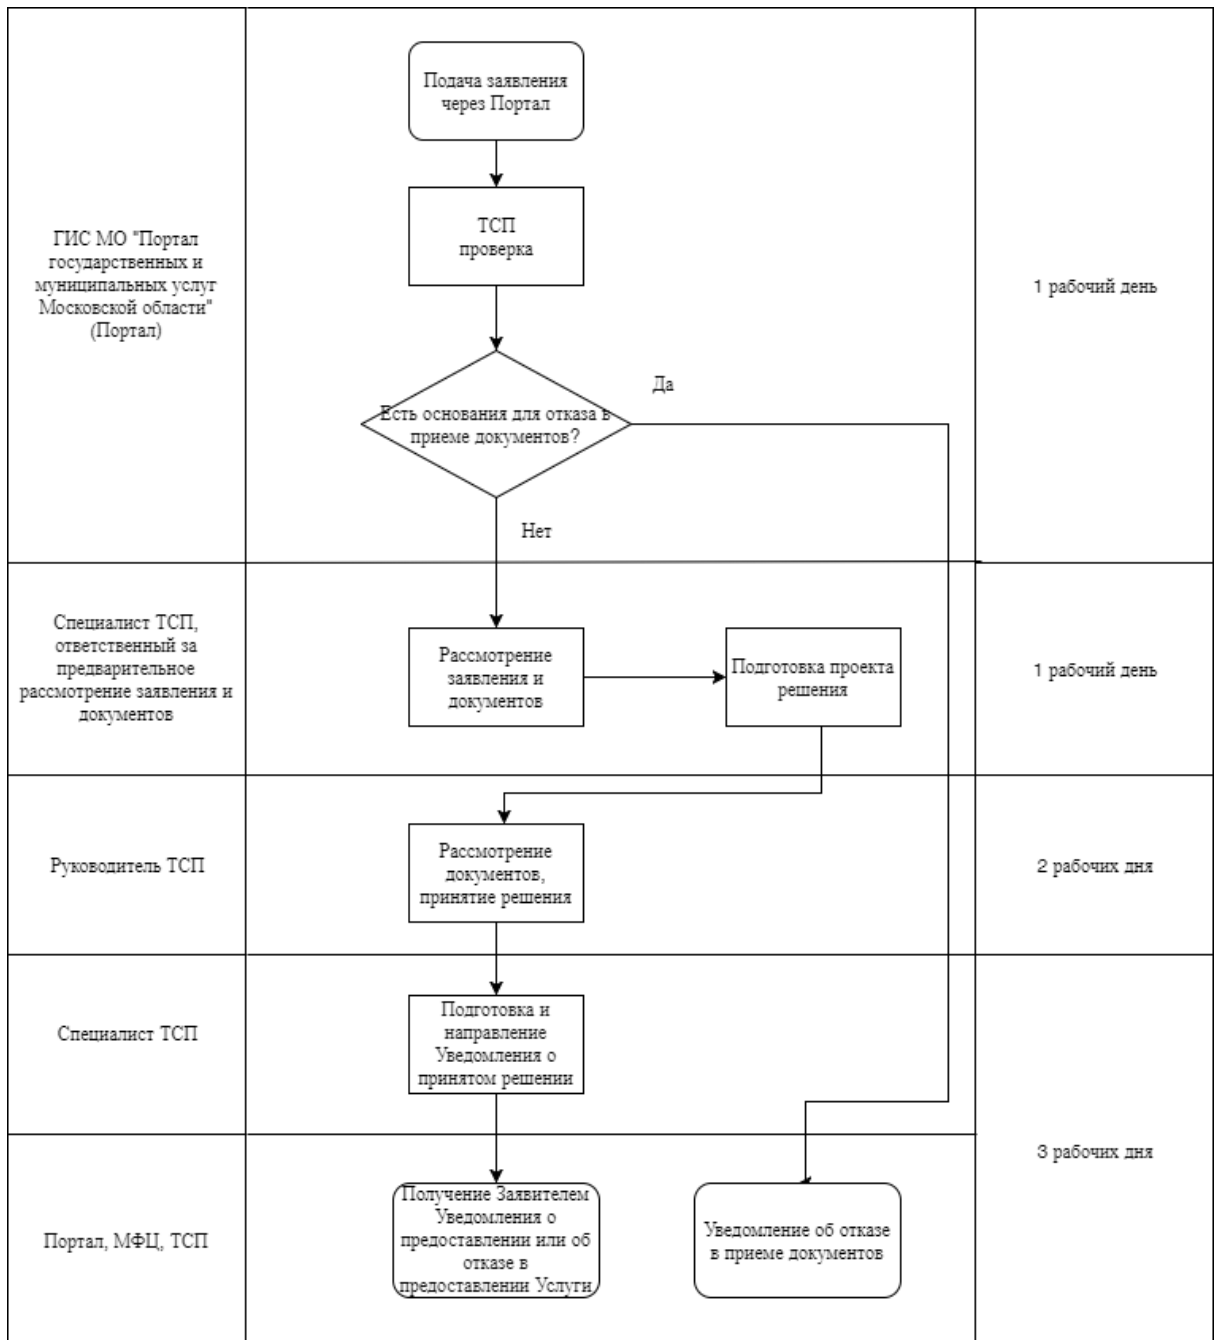 Подача заявления
через Портал
ТСП
проверка
ГИС МО "Портал
государственных и
муниципальных услуг
Московской области"
(Портал)
1 рабочий день
Да
Есть основания для отказа в
приеме документов?
Нет
Специалист ТСП,
ответственный за
предварительное
рассмотрение заявления и
документов
Рассмотрение
заявления и
документов
Подготовка проекта
решения
1 рабочий день
Руководитель ТСП
Рассмотрение
документов,
принятие решения
2 рабочих дня
Специалист ТСП
Подготовка и
направление
Уведомления о
принятом решении
3 рабочих дня
Портал, МФЦ, ТСП
Получение Заявителем
Уведомления о
предоставлении или об
отказе в
предоставлении Услуги
Уведомление об отказе
в приеме документов